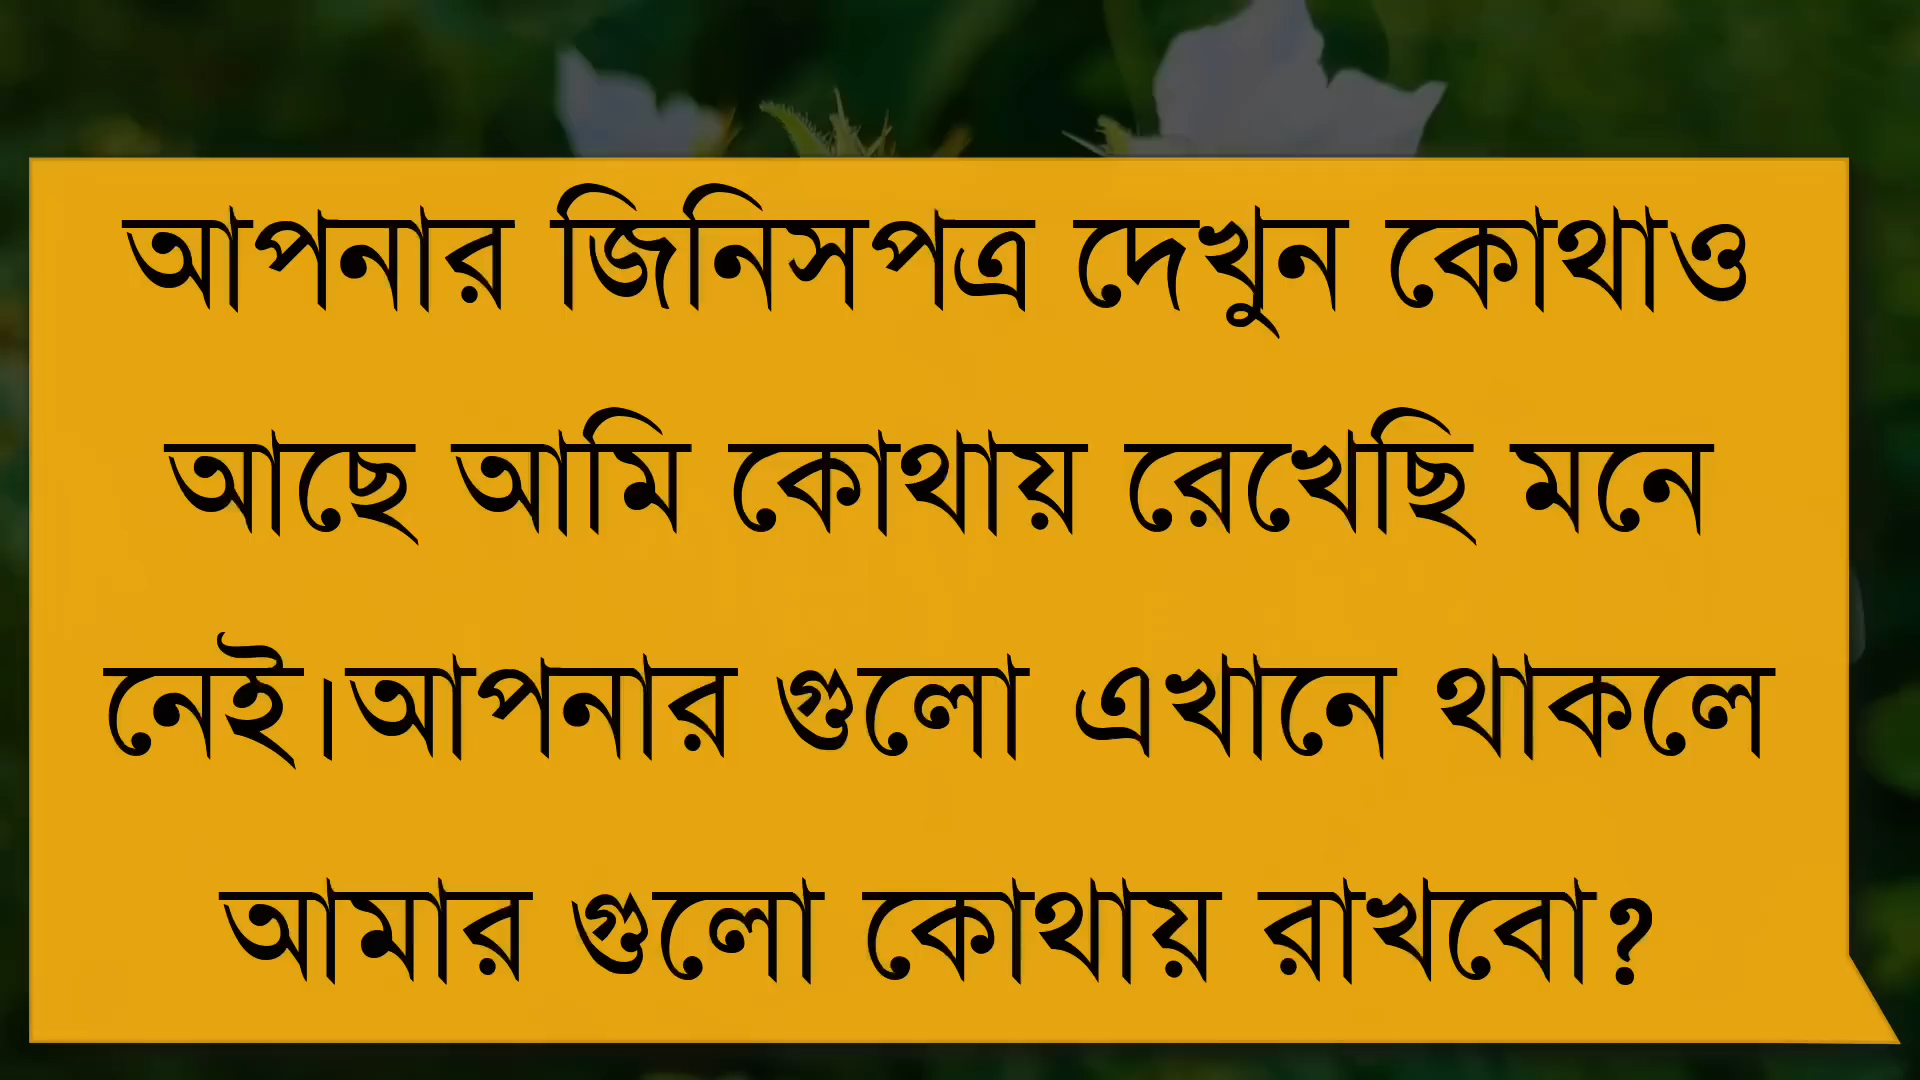 আপনার জিনিসপত্র দেখুন কোথাও
আছে আমি কোথায় রেখেছি মনে
নেই।আপনার গুলো এখানে থাকলে
আমার গুলো কোথায় রাখবো?